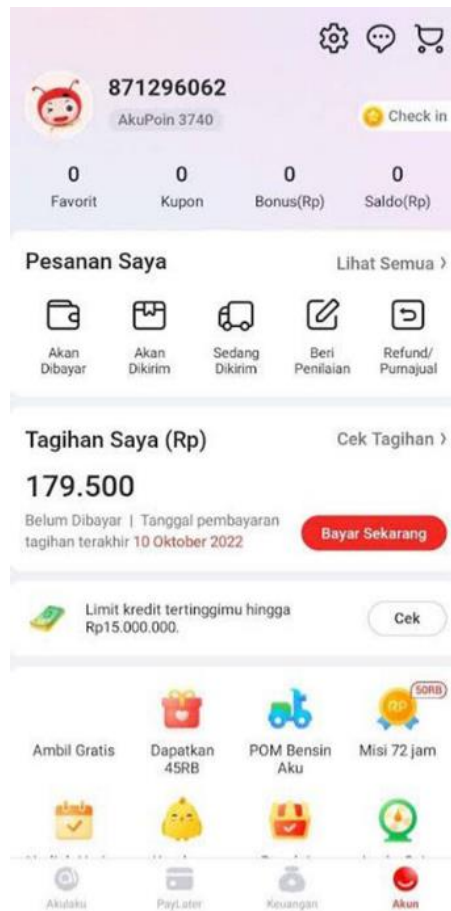 871296062
AkuPoin 3740
Check in
0 0 0 0
Favorit Kupon Bonus(Rp) Saldo(Rp)
Pesanan Saya Lihat Semua >
Akan Dibayar
Akan Dikirim
Sedang Dikirim
Beri Penilaian
Refund/ Purnajual
Tagihan Saya (Rp) Cek Tagihan >
179.500
Belum Dibayar | Tanggal pembayaran
tagihan terakhir 10 Oktober 2022
Bayar Sekarang
Limit kredit tertinggimu hingga
Rp15.000.000.
Cek
50RB
RP
Ambil Gratis
Dapatkan 45RB
POM Bensin Aku
Misi 72 jam
Akulaku PayLater Keuangan Akun